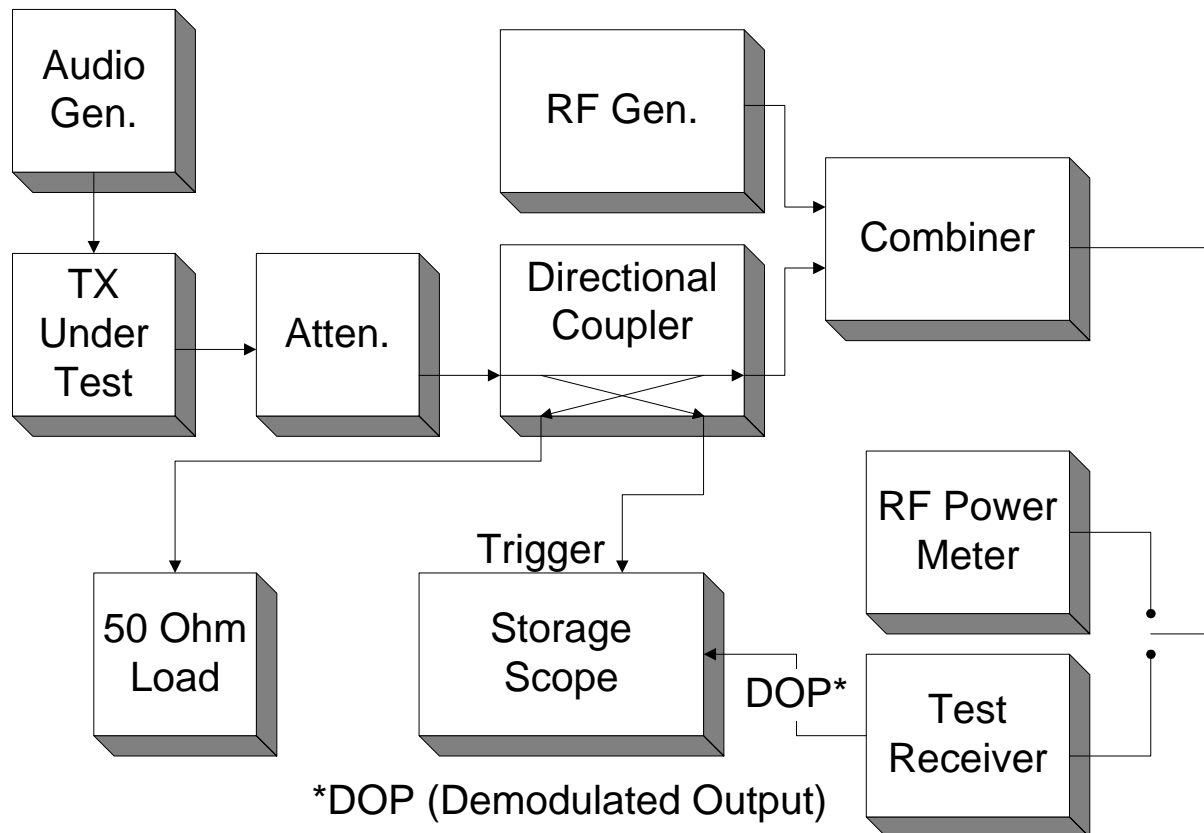 Audio
Gen.
RF Gen.
Combiner
TX
Under
Test
Atten.
Directional
Coupler
RF Power
Meter
Trigger
50 Ohm
Load
Storage
Scope
DOP*
Test
Receiver
*DOP (Demodulated Output)